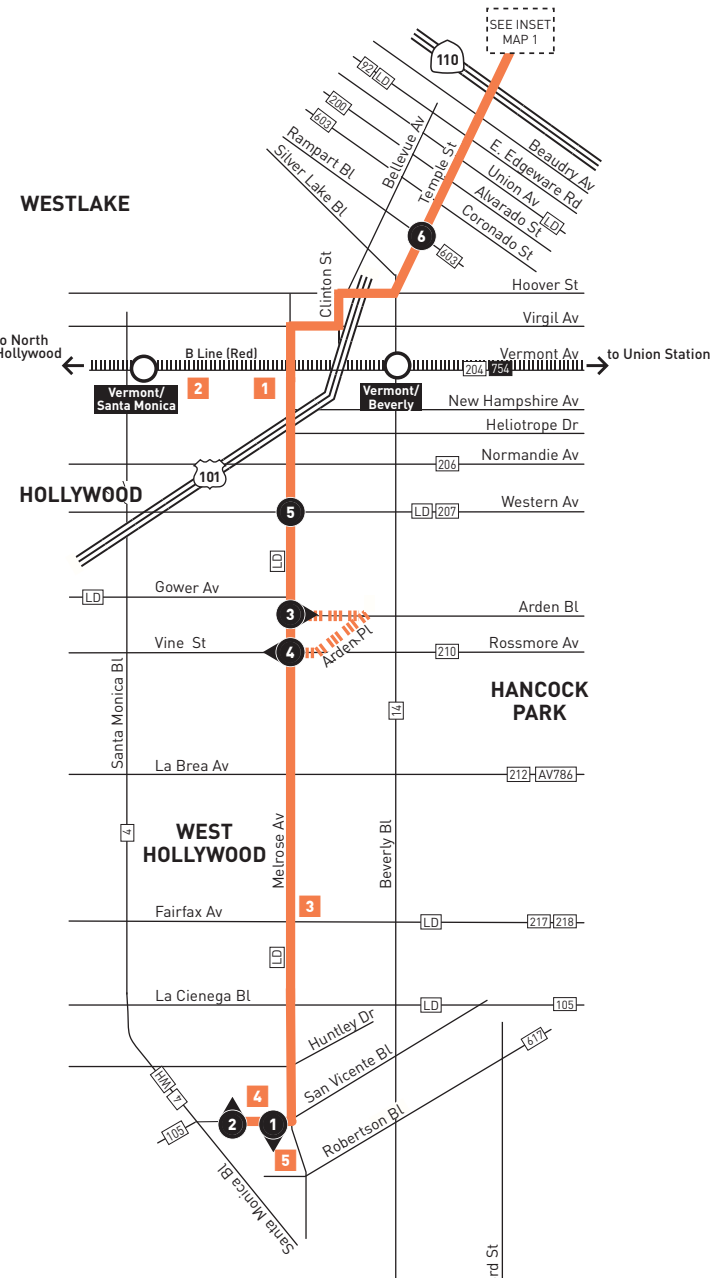 SEE INSET
MAP 1
110
92
LD
200
603
Rampart Bl
Silver Lake Bl
Bellevue Av
Temple St
Beaudry Av
E. Edgeware Rd
Union Av
LD
Alvarado St
Coronado St
WESTLAKE
6
603
Clinton St
Hoover St
Virgil Av
to North
Hollywood
B Line (Red)
Vermont Av
to Union Station
204
754
Vermont/
Santa Monica
2
1
Vermont/
Beverly
New Hampshire Av
Heliotrope Dr
Normandie Av
206
101
HOLLYWOOD
5
LD
207
Western Av
LD
Gower Av
LD
3
Arden Bl
Vine St
4
Arden Pl
210
Rossmore Av
Santa Monica Bl
HANCOCK
PARK
14
La Brea Av
212
AV786
4
WEST
HOLLYWOOD
Melrose Av
Beverly Bl
3
Fairfax Av
LD
217
218
LD
La Cienega Bl
LD
105
Huntley Dr
617
San Vicente Bl
WH
4
4
105
2
1
Robertson Bl
5
Santa Monica Bl
rd St